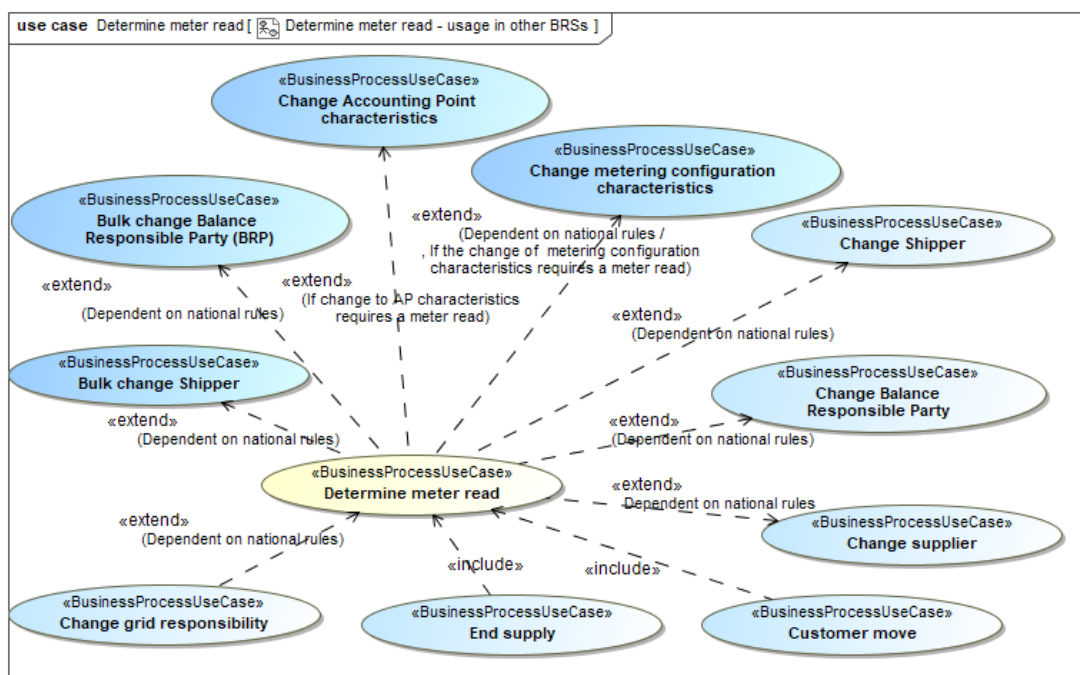 use case Determine meter read [ Determine meter read - usage in other BRSs ]
«BusinessProcessUseCase»
Change Accounting Point
characteristics
«BusinessProcessUseCase»
Change metering configuration
characteristics
«BusinessProcessUseCase»
Bulk change Balance
Responsible Party (BRP)
«BusinessProcessUseCase»
Change Shipper
«extend»
(Dependent on national rules /
, If the change of metering configuration
characteristics requires a meter read)
«extend»
(Dependent on national rules)
«extend»
(If change to AP characteristics
requires a meter read)
«extend»
(Dependent on national rules)
«BusinessProcessUseCase»
Bulk change Shipper
«BusinessProcessUseCase»
Change Balance
Responsible Party
«extend»
(Dependent on national rules)
«extend»
(Dependent on national rules)
«BusinessProcessUseCase»
Determine meter read
«extend»
Dependent on national rules
«extend»
(Dependent on national rules)
«BusinessProcessUseCase»
Change supplier
«include»
«include»
«BusinessProcessUseCase»
Change grid responsibility
«BusinessProcessUseCase»
End supply
«BusinessProcessUseCase»
Customer move